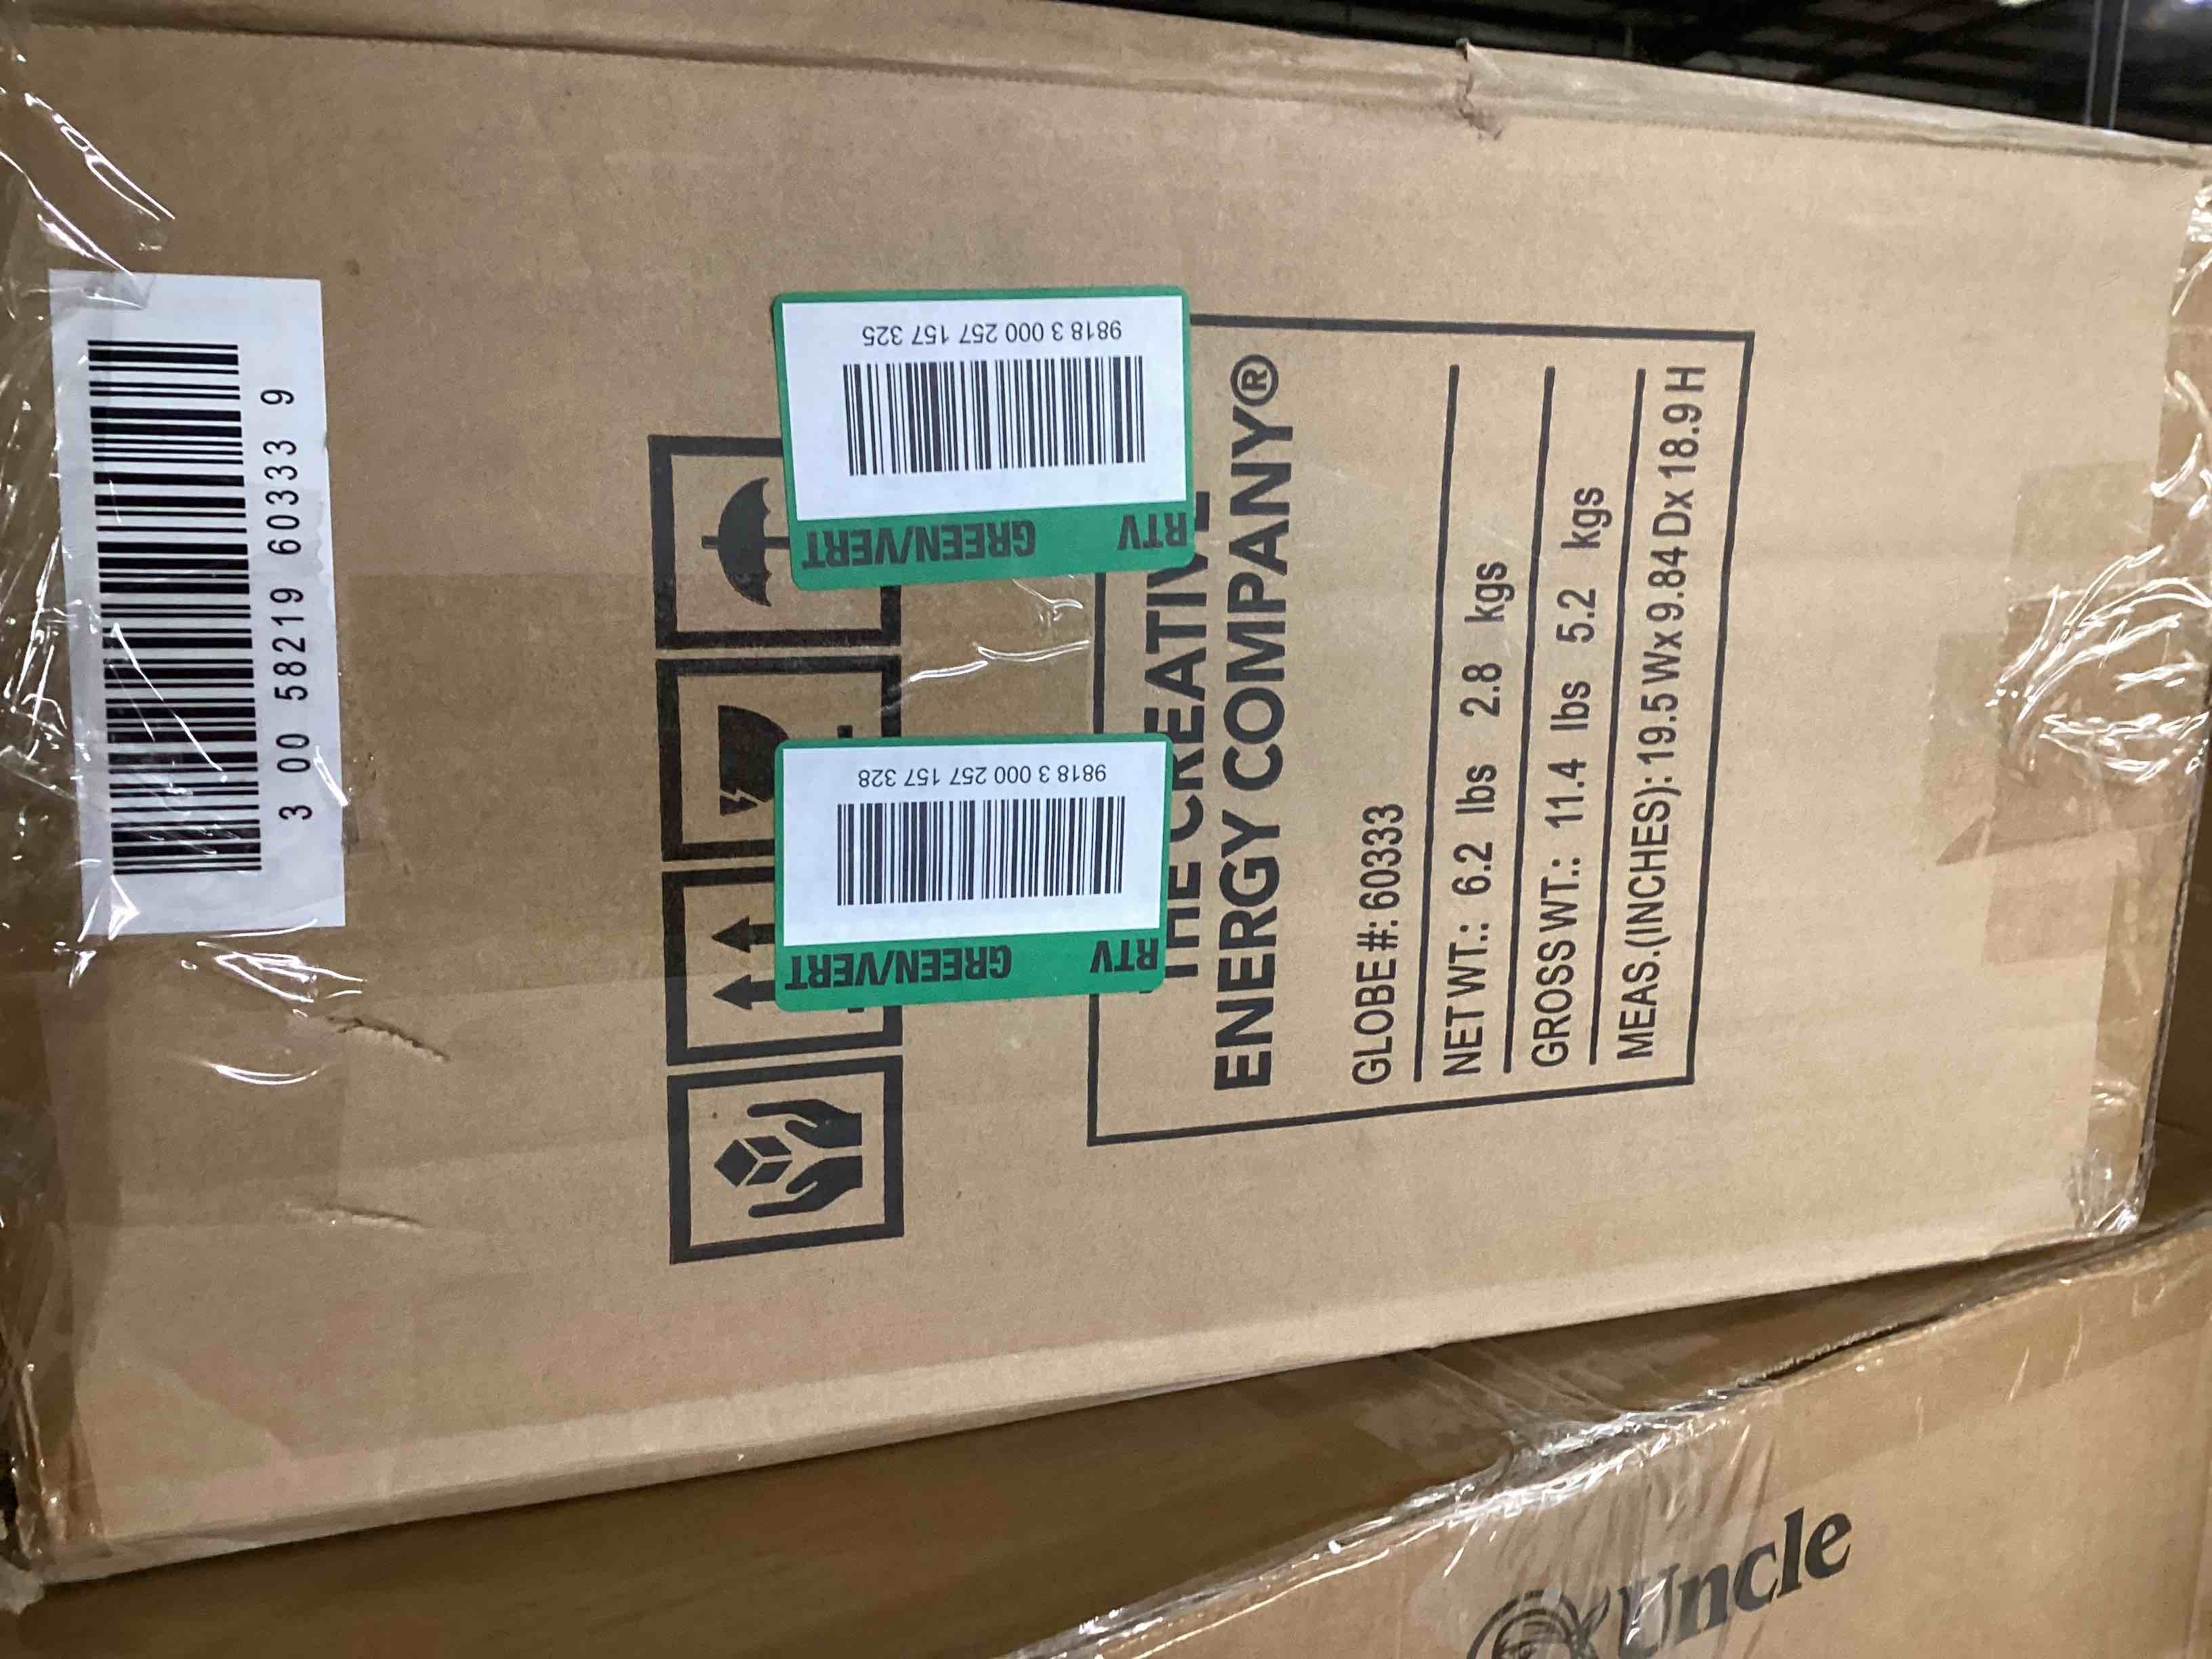 3 00 58219 60333 9
9818 3 000 257 157 325
GREEN/VERT
RTV
9818 3 000 257 157 328
GREEN/VERT
RTV
THE CREATIVE
ENERGY COMPANY®
GLOBE#: 60333
NET WT.: 6.2 lbs 2.8 kgs
GROSS WT.: 11.4 lbs 5.2 kgs
MEAS.(INCHES): 19.5 W x 9.84 D x 18.9 H
Uncle